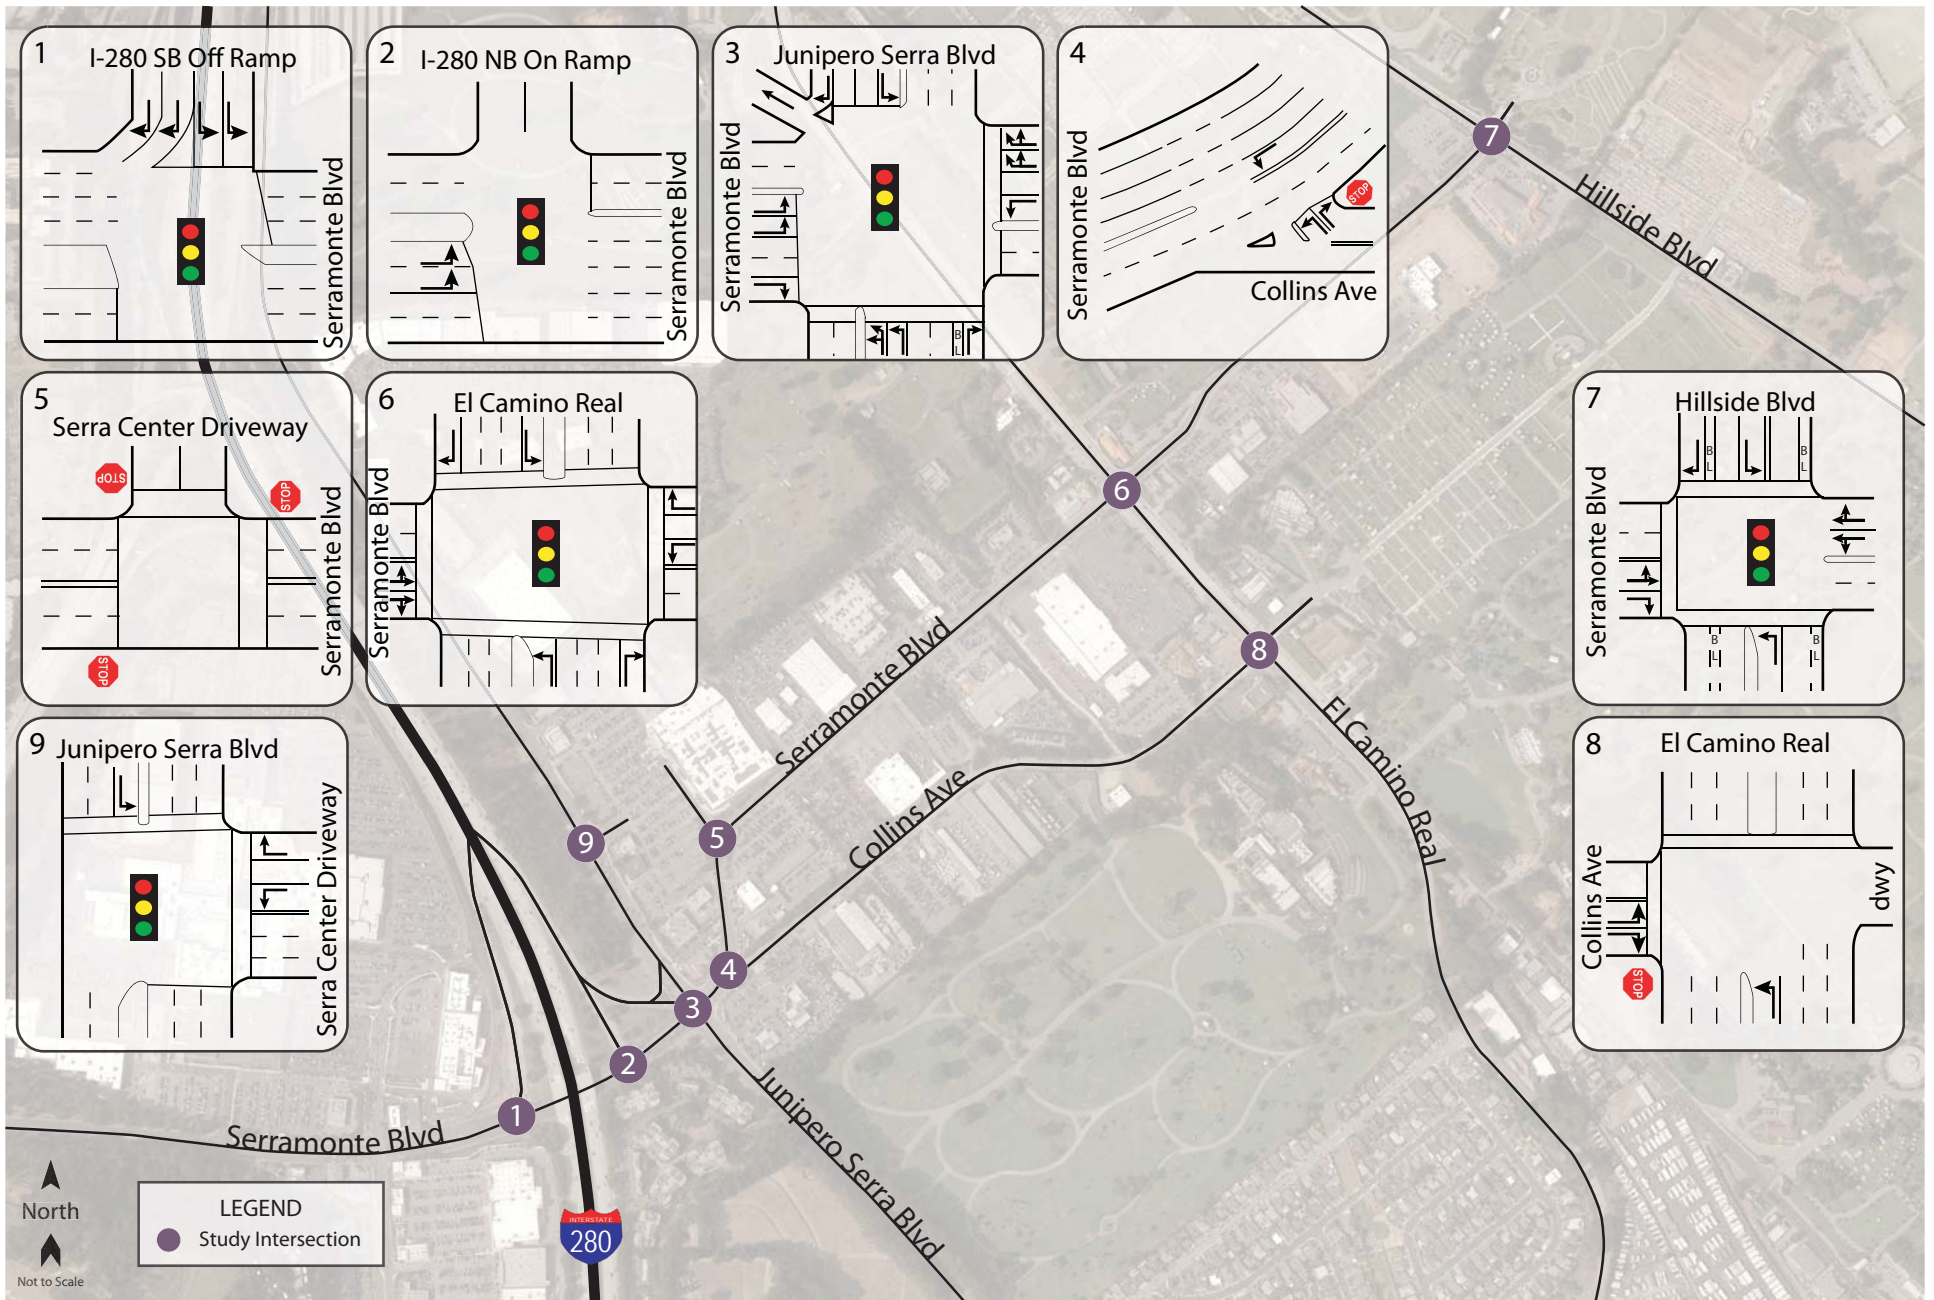 1
I-280 SB Off Ramp
Serramonte Blvd
2
I-280 NB On Ramp
Serramonte Blvd
3
Junipero Serra Blvd
Serramonte Blvd
B
L
4
Serramonte Blvd
STOP
Collins Ave
5
Serra Center Driveway
STOP
STOP
STOP
Serramonte Blvd
6
El Camino Real
Serramonte Blvd
7
Hillside Blvd
Serramonte Blvd
B
L
B
L
B
L
B
L
8
El Camino Real
Collins Ave
dwy
STOP
9
Junipero Serra Blvd
Serra Center Driveway
7
Hillside Blvd
6
8
Serramonte Blvd
El Camino Real
Collins Ave
9
5
4
3
2
1
Serramonte Blvd
Junipero Serra Blvd
INTERSTATE
280
North
Not to Scale
LEGEND
Study Intersection